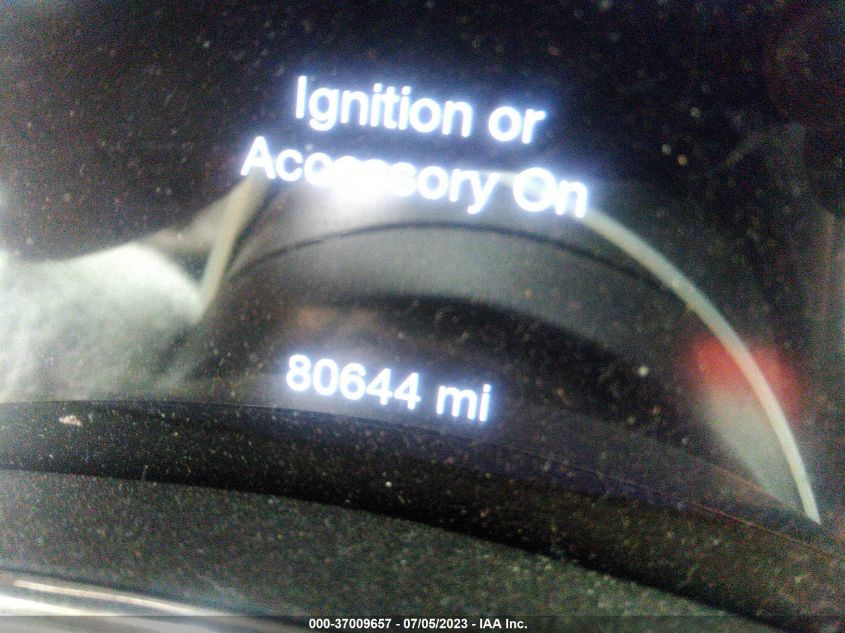 Ignition or
Accessory On
80644 mi
000-37009657 - 07/05/2023 - IAA Inc.